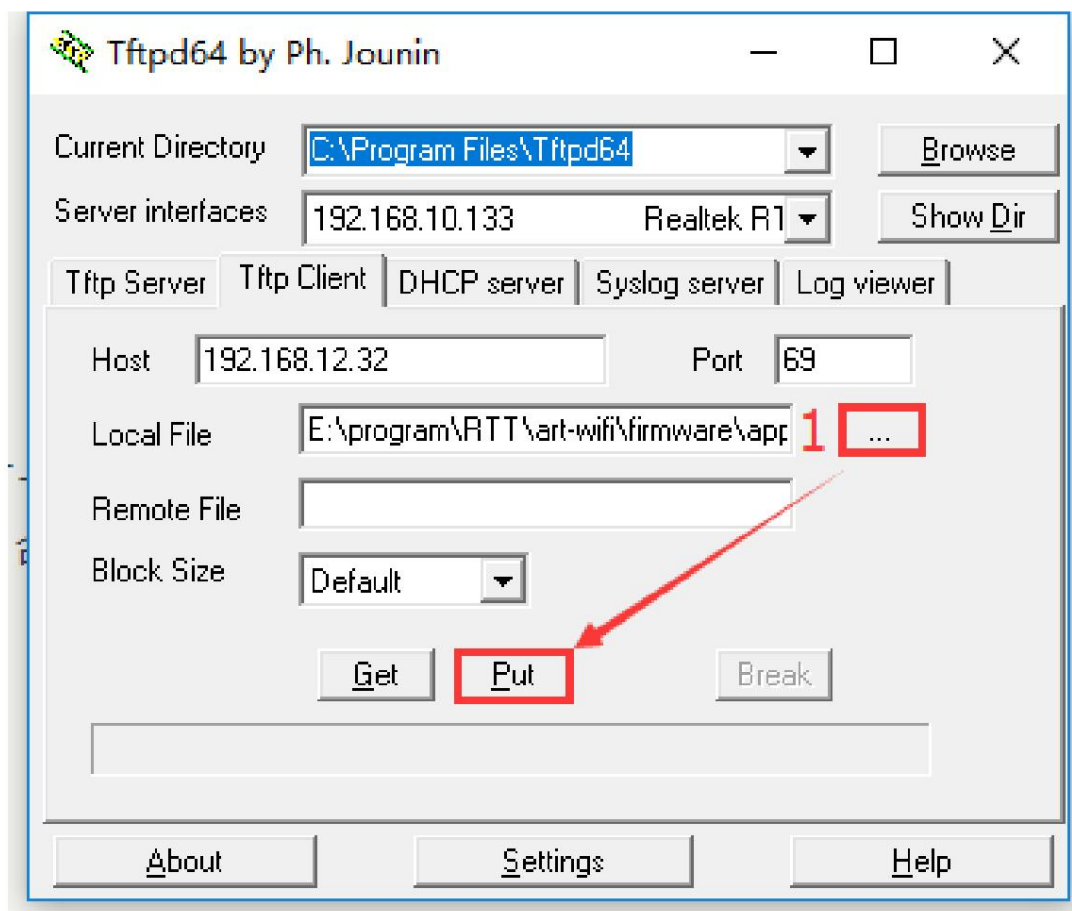 Tftpd64 by Ph. Jounin
Current Directory C:\Program Files\Tftpd64 Browse
Server interfaces 192.168.10.133 Realtek RT Show Dir
Tftp Server Tftp Client DHCP server Syslog server Log viewer
Host 192.168.12.32 Port 69
Local File E:\program\RTT\art-wifi\firmware\app 1 ...
Remote File
Block Size Default
Get Put Break
About Settings Help